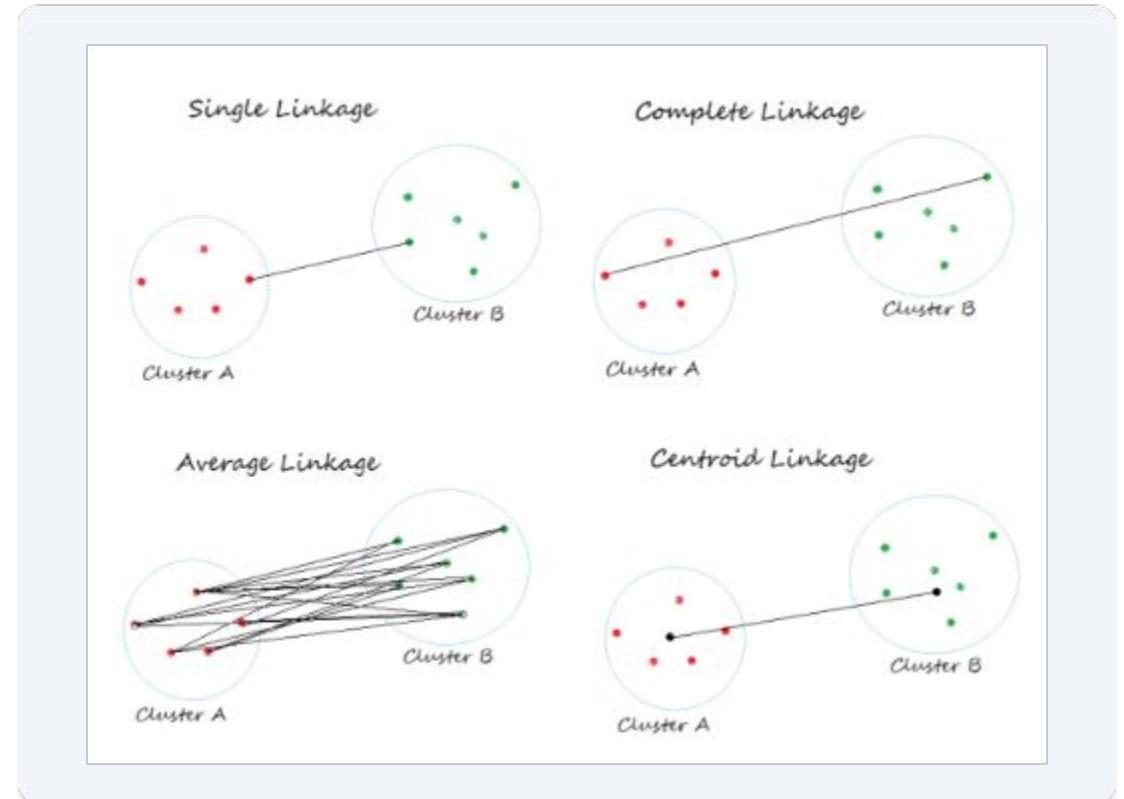 Single Linkage
Complete Linkage
Cluster B
Cluster B
Cluster A
Cluster A
Average Linkage
Centroid Linkage
Cluster B
Cluster B
Cluster A
Cluster A